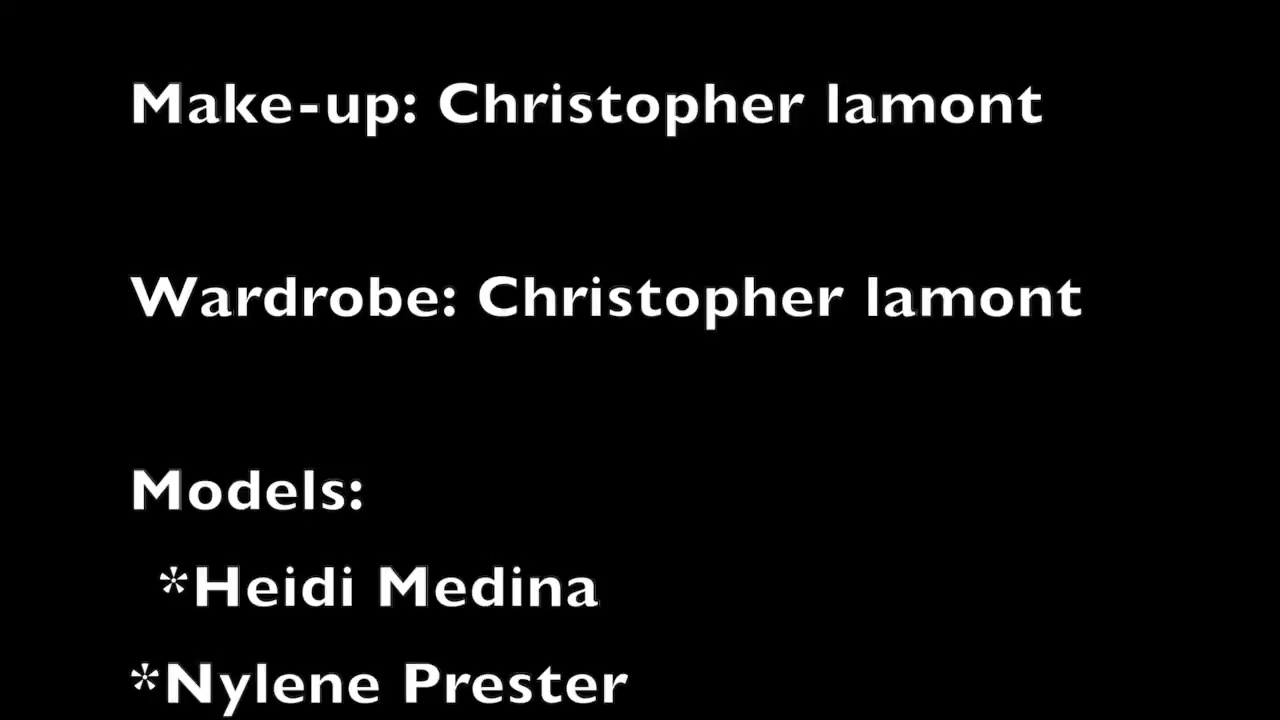 Make-up: Christopher lamont
Wardrobe: Christopher lamont
Models:
*Heidi Medina
*Nylene Prester